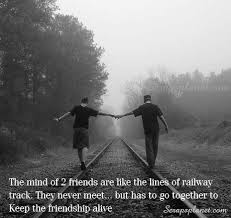 The mind of 2 friends are like the lines of railway
track. They never meet.. but has to go together to
Keep the friendship alive
Scrapsplanet.com